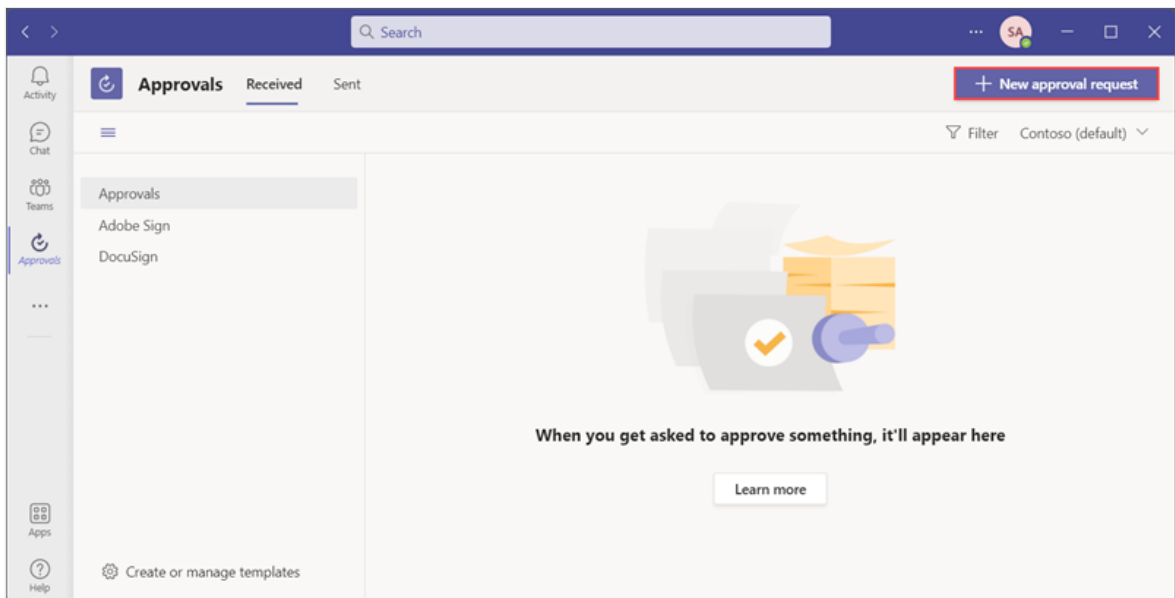 Search
SA
Activity
Chat
Teams
Approvals
Apps
Help
Approvals
Received
Sent
New approval request
Filter
Contoso (default)
Approvals
Adobe Sign
DocuSign
Create or manage templates
When you get asked to approve something, it'll appear here
Learn more